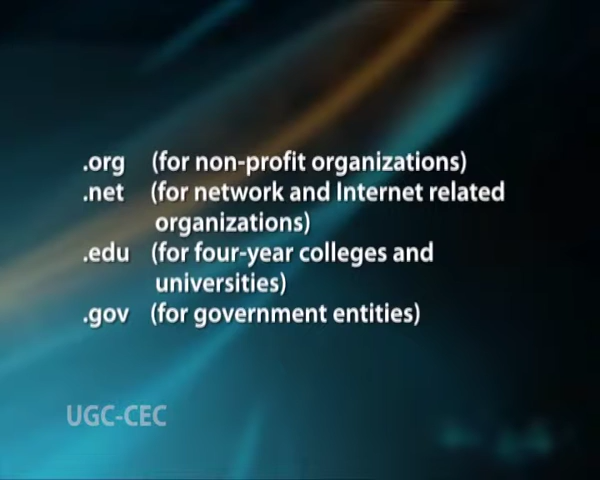 .org (for non-profit organizations)
.net (for network and Internet related
organizations)
.edu (for four-year colleges and
universities)
.gov (for government entities)
UGC-CEC